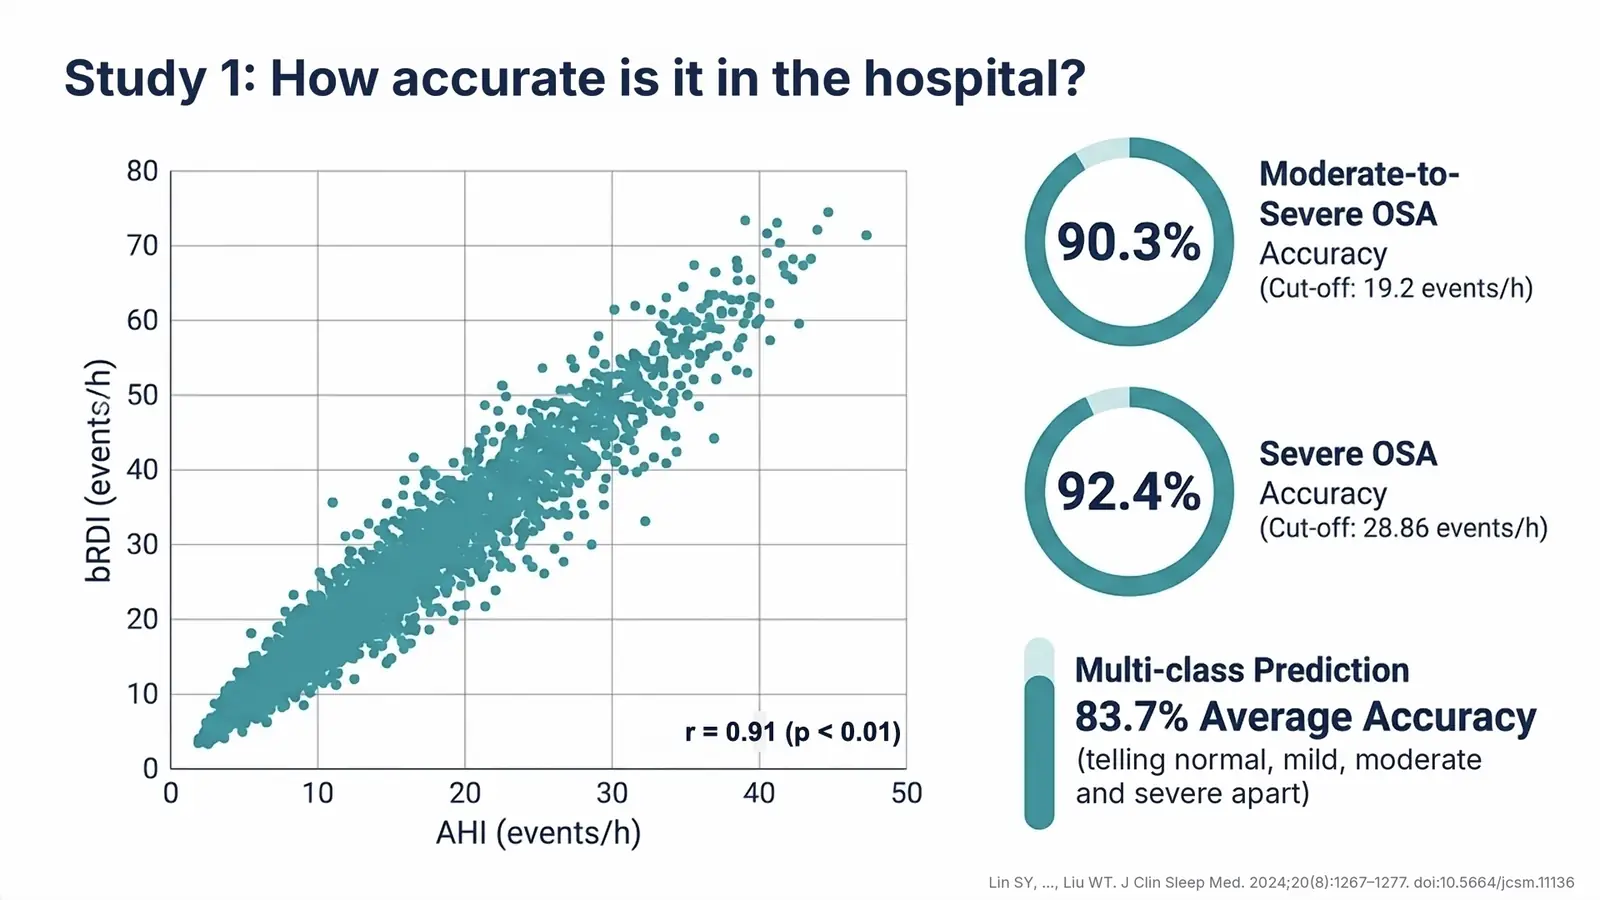 Study 1: How accurate is it in the hospital?
80
70
60
50
40
30
20
10
0
bRDI (events/h)
0 10 20 30 40 50
AHI (events/h)
r = 0.91 (p < 0.01)
90.3%
Moderate-to-
Severe OSA
Accuracy
(Cut-off: 19.2 events/h)
92.4%
Severe OSA
Accuracy
(Cut-off: 28.86 events/h)
Multi-class Prediction
83.7% Average Accuracy
(telling normal, mild, moderate
and severe apart)
Lin SY, ..., Liu WT. J Clin Sleep Med. 2024;20(8):1267–1277. doi:10.5664/jcsm.11136